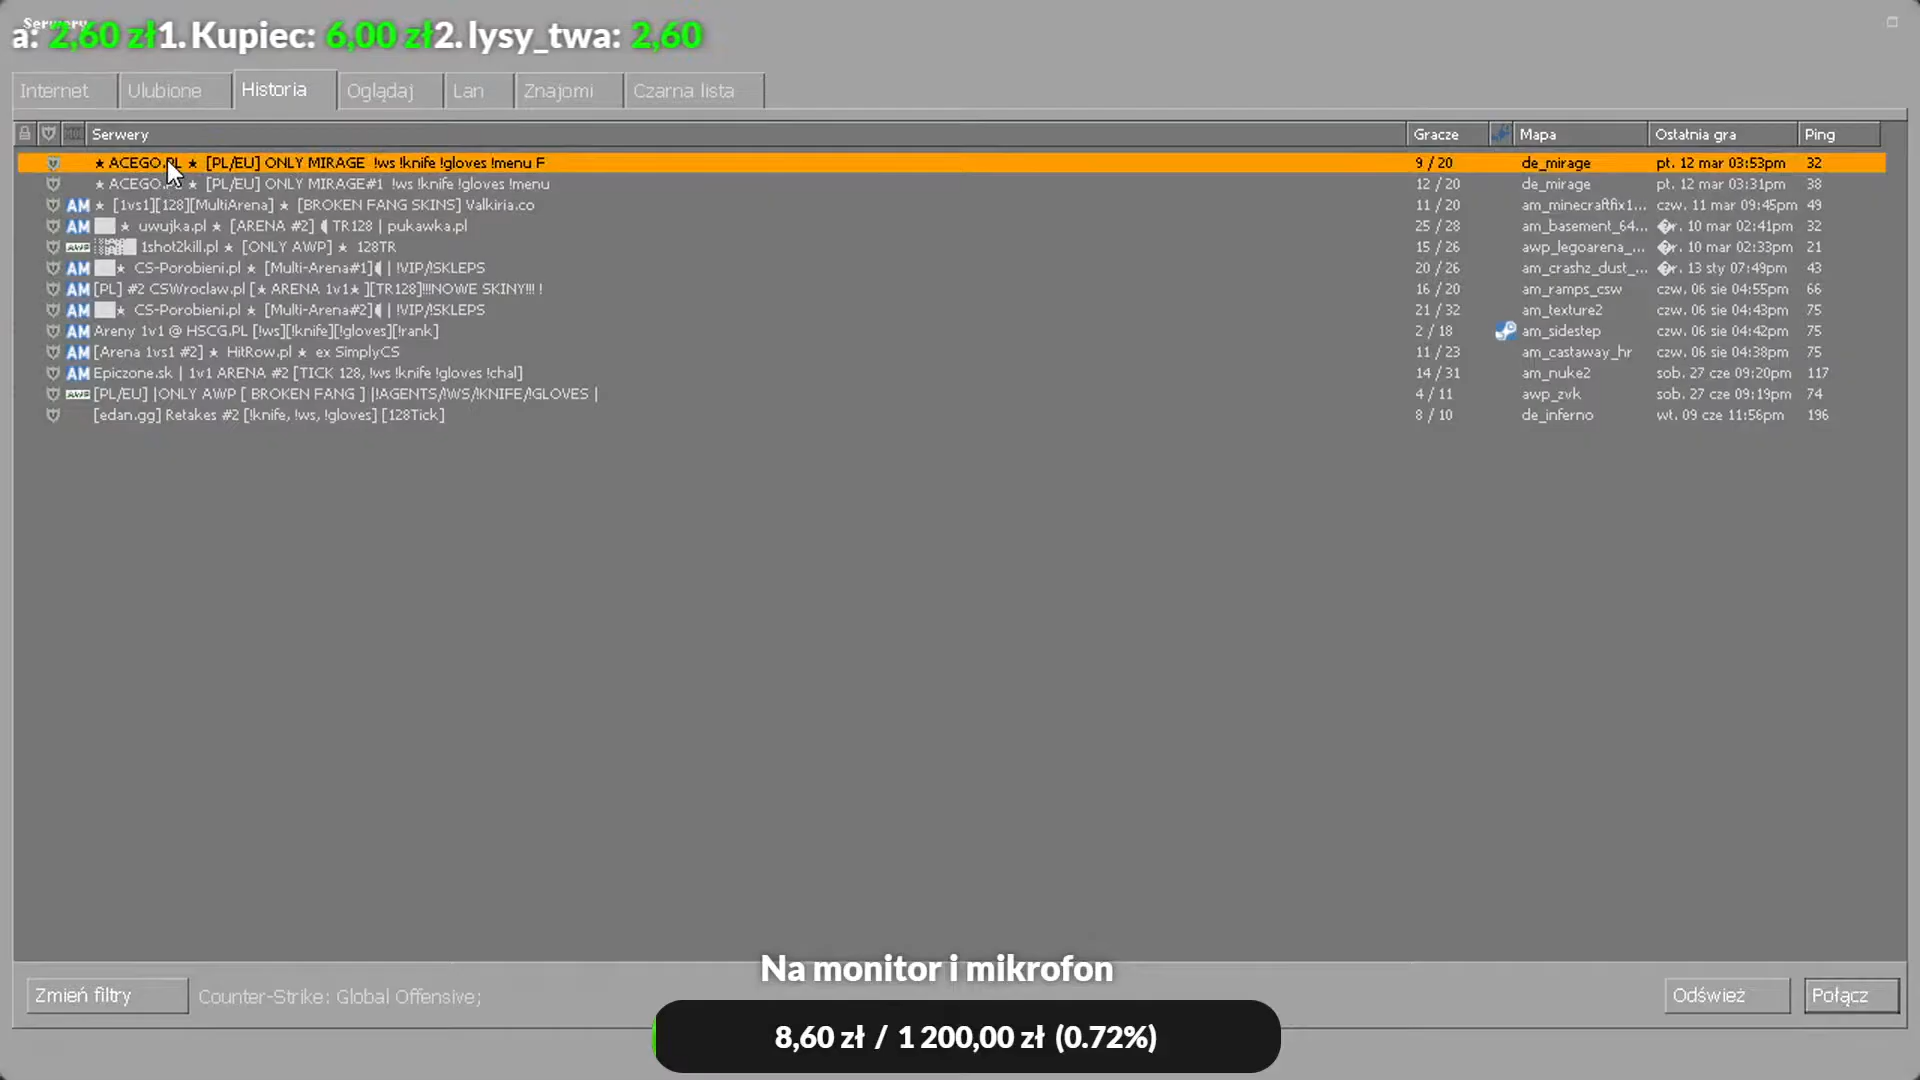 Serwery
a: 2,60 zł1. Kupiec: 6,00 zł2. lysy_twa: 2,60
Internet Ulubione Historia Oglądaj Lan Znajomi Czarna lista
Serwery Gracze Mapa Ostatnia gra Ping
★ ACEGO.PL ★ [PL/EU] ONLY MIRAGE !ws !knife !gloves !menu F 9 / 20 de_mirage pt. 12 mar 03:53pm 32
★ ACEGO.PL ★ [PL/EU] ONLY MIRAGE#1 !ws !knife !gloves !menu 12 / 20 de_mirage pt. 12 mar 03:31pm 38
AM ★ [1vs1][128][MultiArena] ★ [BROKEN FANG SKINS] Valkiria.co 11 / 20 am_minecraftfix1... czw. 11 mar 09:45pm 49
AM ★ uwujka.pl ★ [ARENA #2] TR128 | pukawka.pl 25 / 28 am_basement_64... �r. 10 mar 02:41pm 32
AWP 1shot2kill.pl ★ [ONLY AWP] ★ 128TR 15 / 26 awp_legoarena_... �r. 10 mar 02:33pm 21
AM ★ CS-Porobieni.pl ★ [Multi-Arena#1] | !VIP/!SKLEPS 20 / 26 am_crashz_dust_... �r. 13 sty 07:49pm 43
AM [PL] #2 CSWroclaw.pl [★ ARENA 1v1★ ][TR128]!!!NOWE SKINY!!! ! 16 / 20 am_ramps_csw czw. 06 sie 04:55pm 66
AM ★ CS-Porobieni.pl ★ [Multi-Arena#2] | !VIP/!SKLEPS 21 / 32 am_texture2 czw. 06 sie 04:43pm 75
AM Areny 1v1 @ HSCG.PL [!ws][!knife][!gloves][!rank] 2 / 18 am_sidestep czw. 06 sie 04:42pm 75
AM [Arena 1vs1 #2] ★ HitRow.pl ★ ex SimplyCS 11 / 23 am_castaway_hr czw. 06 sie 04:38pm 75
AM Epiczone.sk | 1v1 ARENA #2 [TICK 128, !ws !knife !gloves !chal] 14 / 31 am_nuke2 sob. 27 cze 09:20pm 117
AWP [PL/EU] |ONLY AWP [ BROKEN FANG ] |!AGENTS/!WS/!KNIFE/!GLOVES | 4 / 11 awp_zvk sob. 27 cze 09:19pm 74
[edan.gg] Retakes #2 [!knife, !ws, !gloves] [128Tick] 8 / 10 de_inferno wt. 09 cze 11:56pm 196
Na monitor i mikrofon
Zmień filtry Counter-Strike: Global Offensive; Odśwież Połącz
8,60 zł / 1 200,00 zł (0.72%)